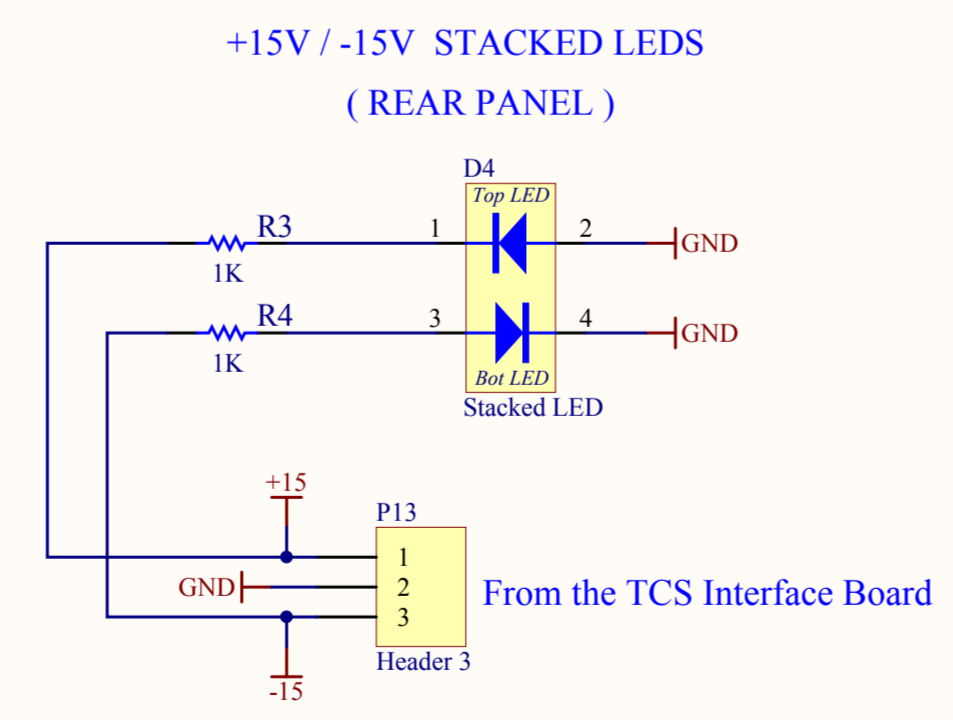 +15V / -15V STACKED LEDS
( REAR PANEL )
D4
Top LED
R3
1
2
GND
1K
R4
3
4
GND
1K
Bot LED
Stacked LED
+15
P13
1
GND
2
From the TCS Interface Board
3
Header 3
-15